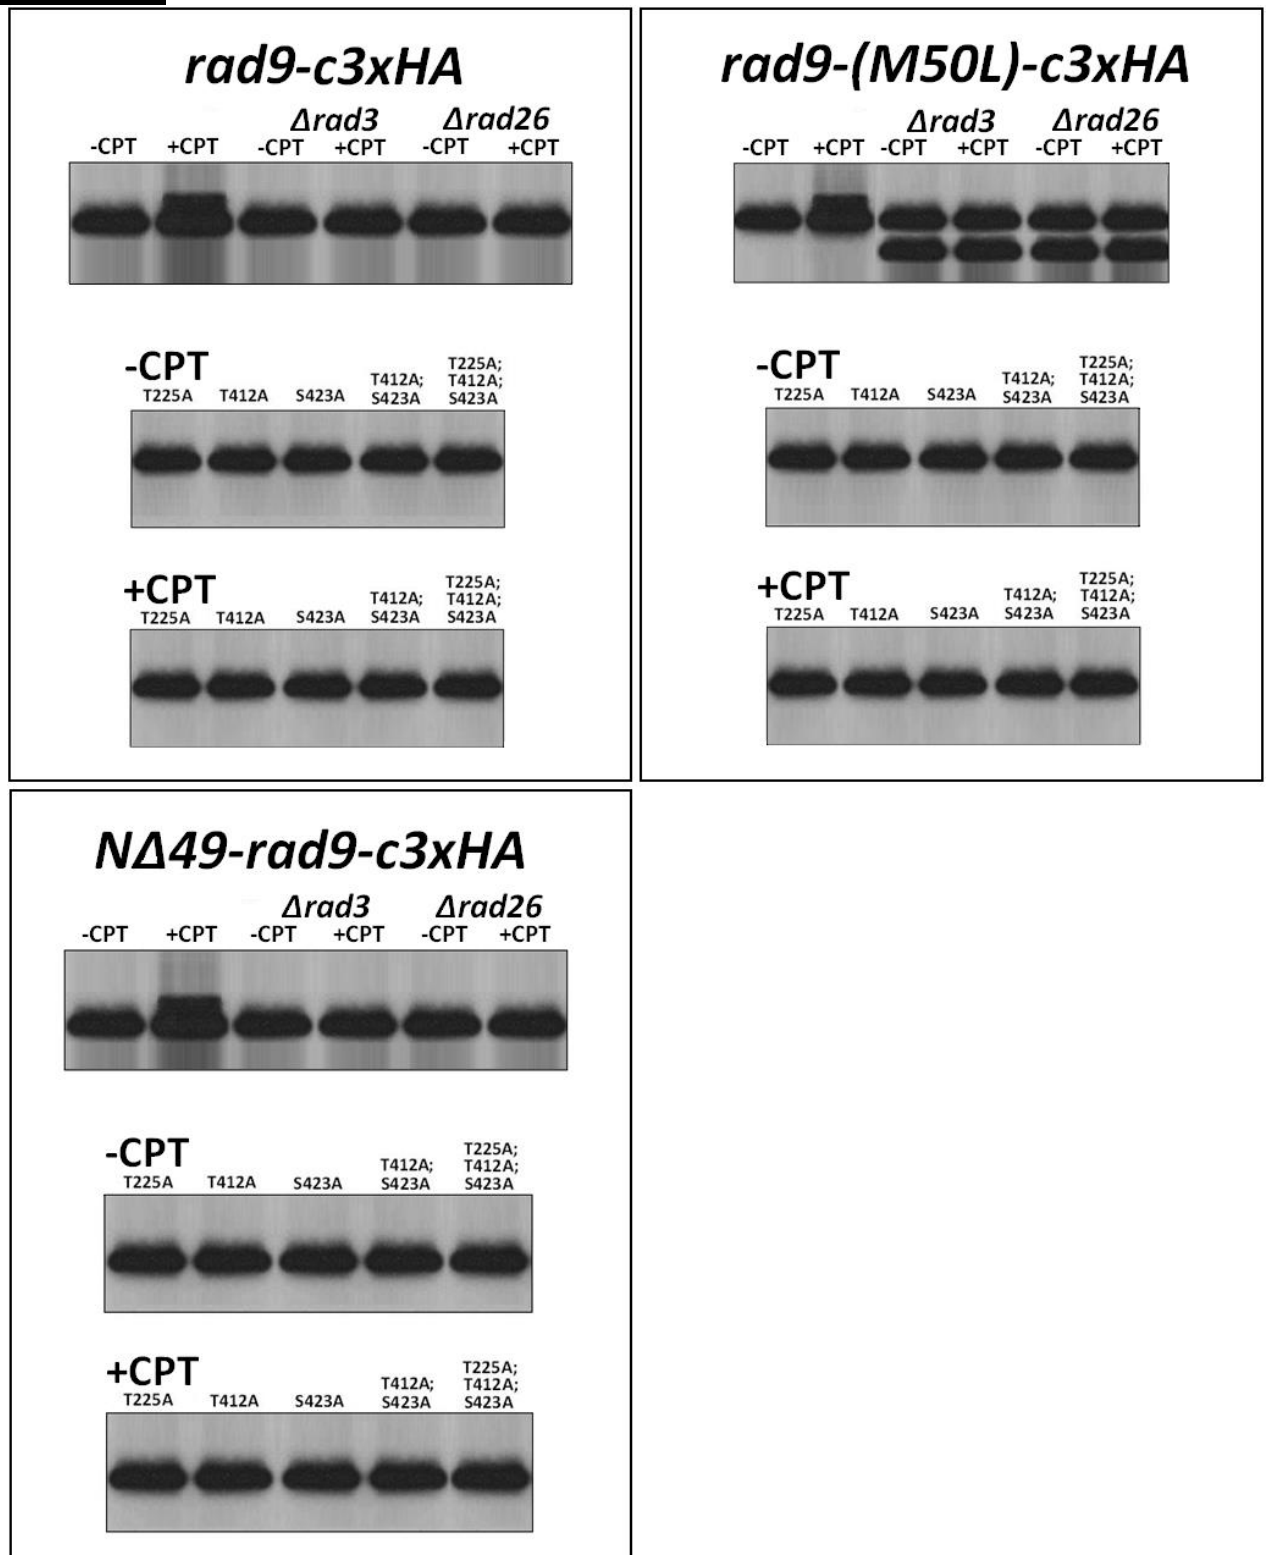 rad9-c3xHA
Δrad3 Δrad26
-CPT +CPT -CPT +CPT -CPT +CPT
-CPT
T225A T412A S423A T412A; S423A T225A; T412A; S423A
+CPT
T225A T412A S423A T412A; S423A T225A; T412A; S423A
rad9-(M50L)-c3xHA
Δrad3 Δrad26
-CPT +CPT -CPT +CPT -CPT +CPT
-CPT
T225A T412A S423A T412A; S423A T225A; T412A; S423A
+CPT
T225A T412A S423A T412A; S423A T225A; T412A; S423A
NΔ49-rad9-c3xHA
Δrad3 Δrad26
-CPT +CPT -CPT +CPT -CPT +CPT
-CPT
T225A T412A S423A T412A; S423A T225A; T412A; S423A
+CPT
T225A T412A S423A T412A; S423A T225A; T412A; S423A